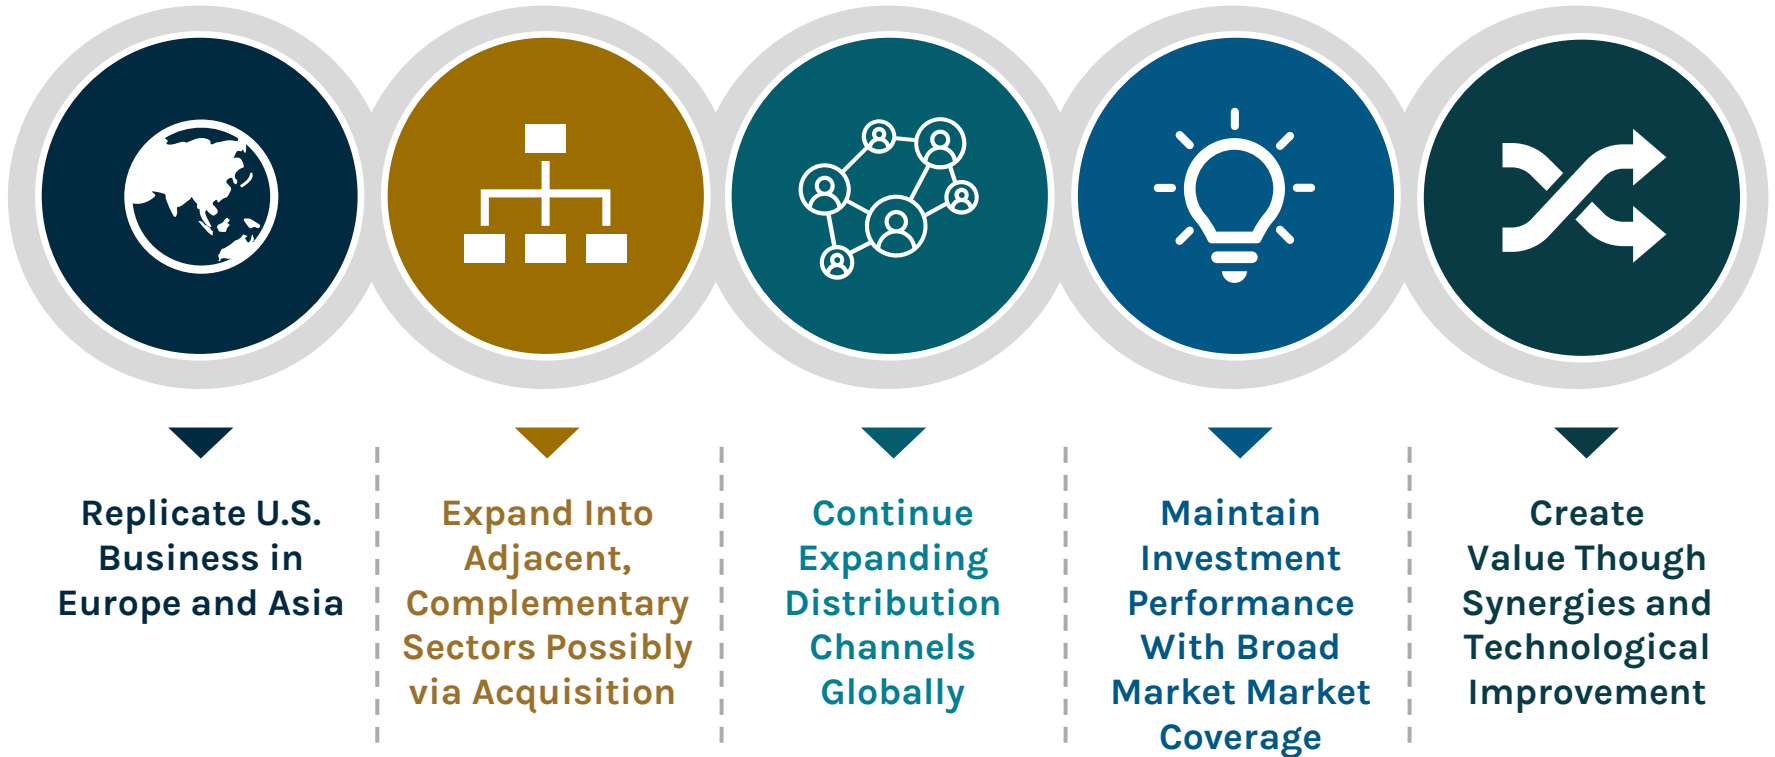 Replicate U.S.
Business in
Europe and Asia
Expand Into
Adjacent,
Complementary
Sectors Possibly
via Acquisition
Continue
Expanding
Distribution
Channels
Globally
Maintain
Investment
Performance
With Broad
Market Market
Coverage
Create
Value Though
Synergies and
Technological
Improvement